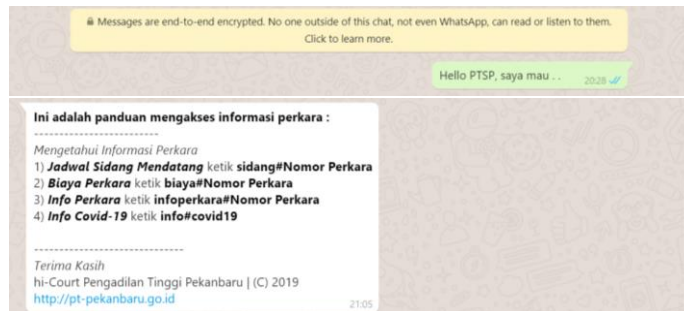 Messages are end-to-end encrypted. No one outside of this chat, not even WhatsApp, can read or listen to them.
Click to learn more.
Hello PTSP, saya mau . .
20:28
Ini adalah panduan mengakses informasi perkara :
-------------------------
Mengetahui Informasi Perkara
1) Jadwal Sidang Mendatang ketik sidang#Nomor Perkara
2) Biaya Perkara ketik biaya#Nomor Perkara
3) Info Perkara ketik infoperkara#Nomor Perkara
4) Info Covid-19 ketik info#covid19
------------------------------
Terima Kasih
hi-Court Pengadilan Tinggi Pekanbaru | (C) 2019
http://pt-pekanbaru.go.id
21:05